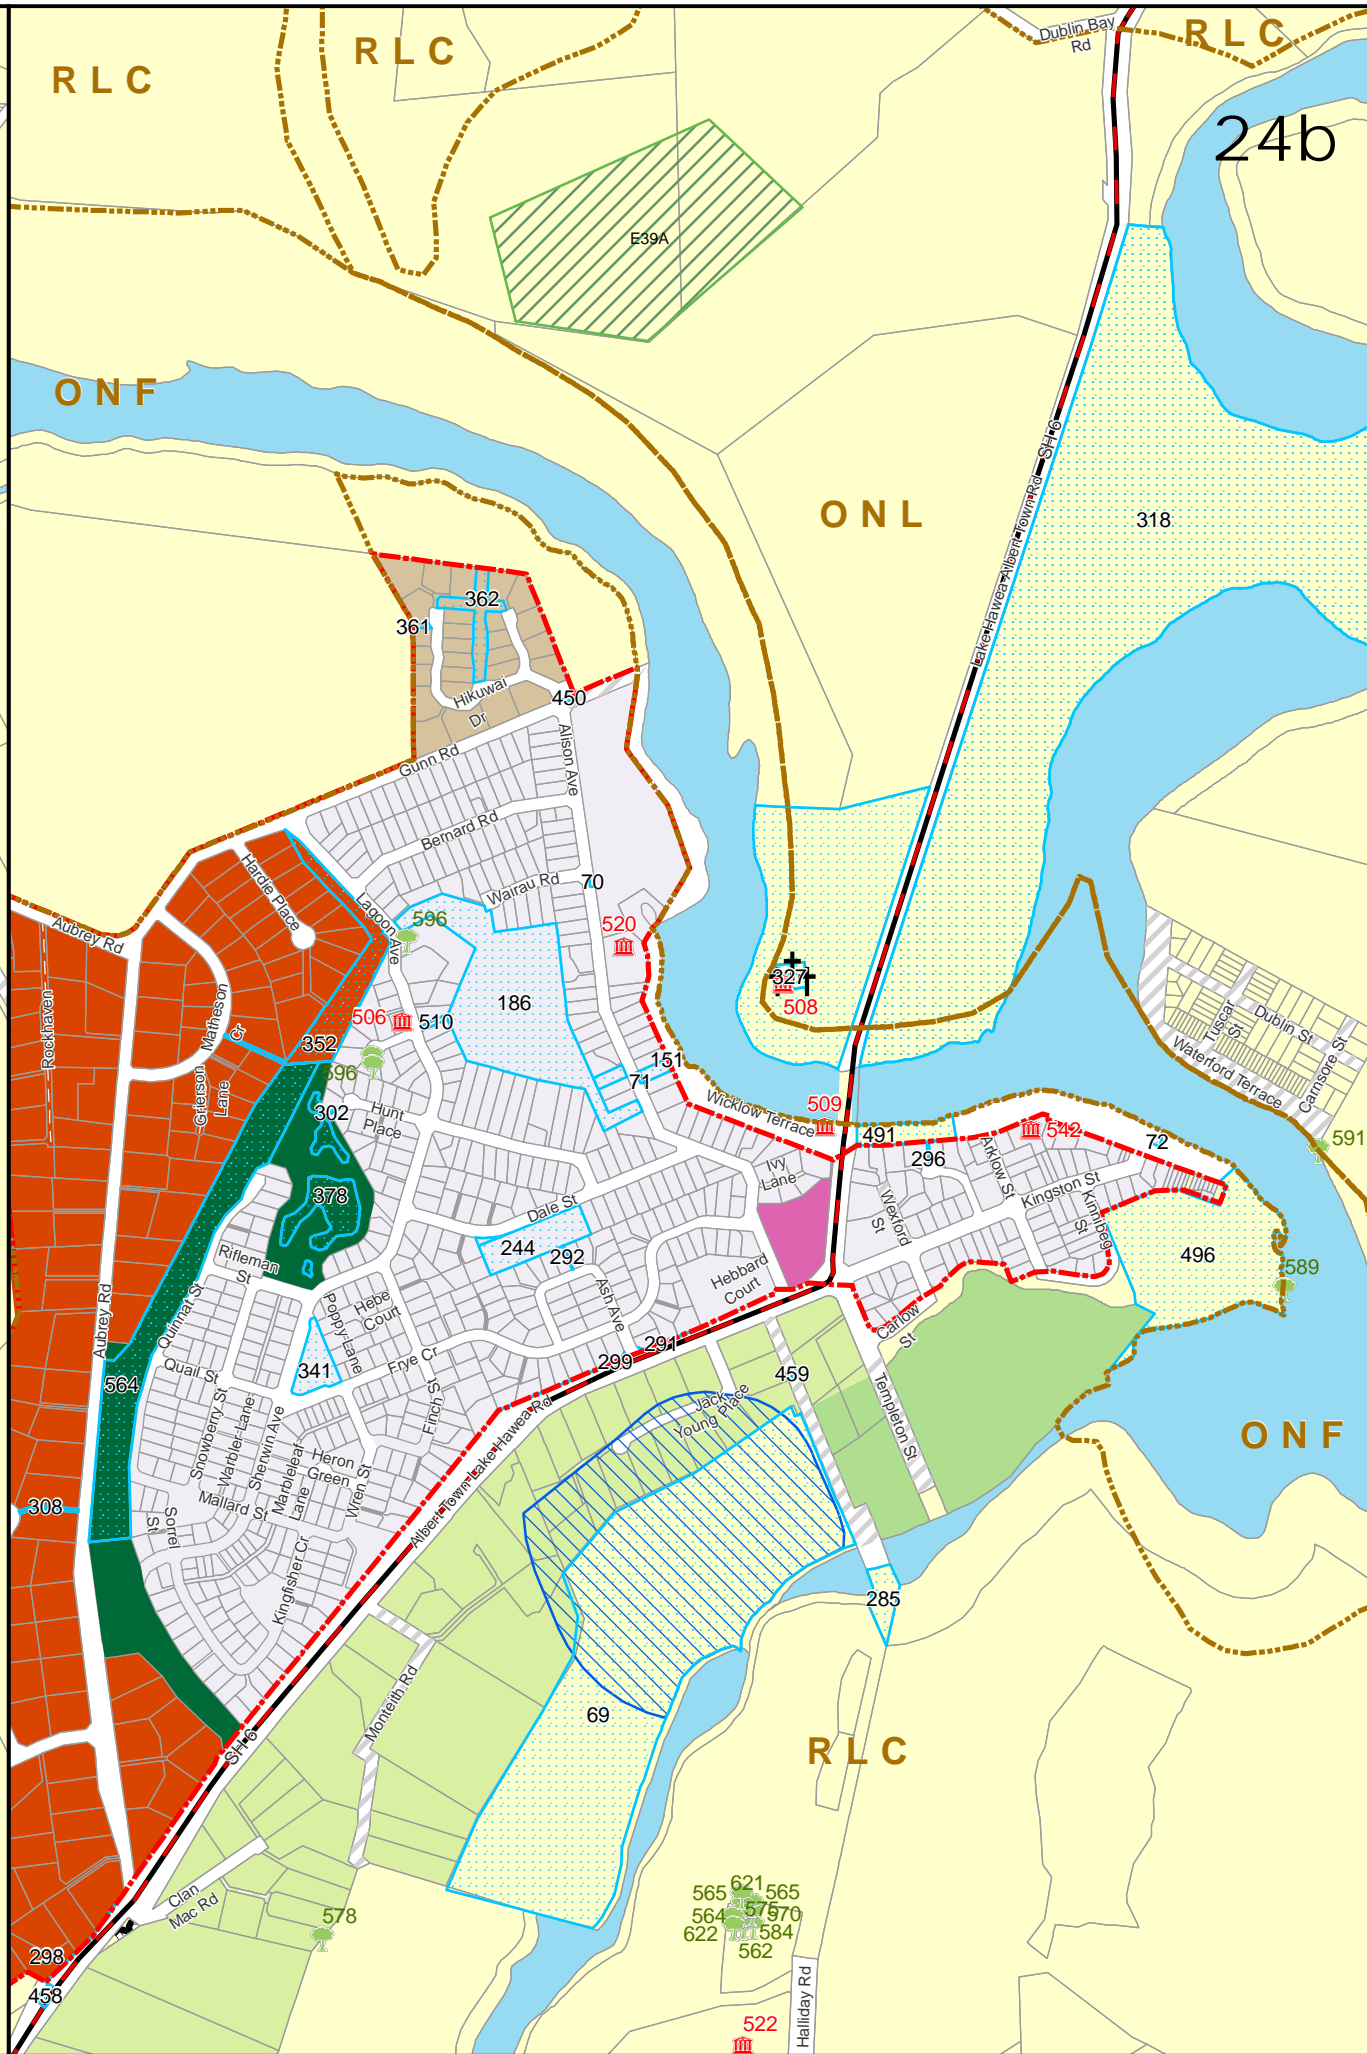 Dublin Bay
Rd
R L C
R L C
R L C
24b
E39A
O N F
O N L
SH 6
Lake Hawea-Albert Town Rd
318
362
361
Hikuwai
Dr
450
Gunn Rd
Alison Ave
Bernard Rd
Hardie Place
Wairau Rd
70
Lagoon Ave
596
520
Aubrey Rd
327
508
186
506
510
Rockhaven
Matheson
Cr
Grierson
Lane
352
596
151
71
Tuscar
St
Dublin St
Waterford Terrace
Carnsore St
302
Hunt
Place
Wicklow Terrace
509
491
542
72
591
296
Ivy
Lane
Arklow St
Kingston St
Kinnibeg
St
Wexford
St
378
Dale St
244
292
496
589
Rifleman
St
Hebbard
Court
Quinnat St
Aubrey Rd
Poppy-Lane
Hebe
Court
Ash Ave
Carlow
St
291
299
Frye Cr
341
459
Quail St
564
Snowberry St
Warbler-Lane
Sherwin Ave
Finch St
Jack
Young Place
Templeton St
O N F
Marbleleaf
Lane
Heron
Green
Wren St
Mallard St
Sorrel
St
308
Albert Town-Lake Hawea Rd
Kingfisher Cr
285
Monteith Rd
69
SH 6
R L C
Clan
Mac Rd
578
621
565
565
575
570
564
584
622
562
298
458
Halliday Rd
522